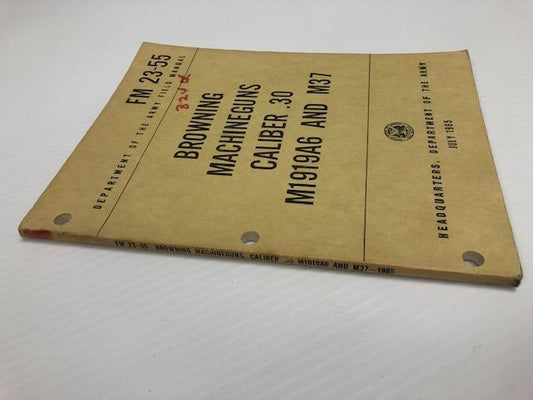 FM 23-55
DEPARTMENT OF THE ARMY FIELD MANUAL
BROWNING
MACHINEGUNS
CALIBER .30
M1919A6 AND M37
HEADQUARTERS, DEPARTMENT OF THE ARMY
JULY 1965
FM 23-55 BROWNING MACHINEGUNS, CALIBER .30 M1919A6 AND M37—1965